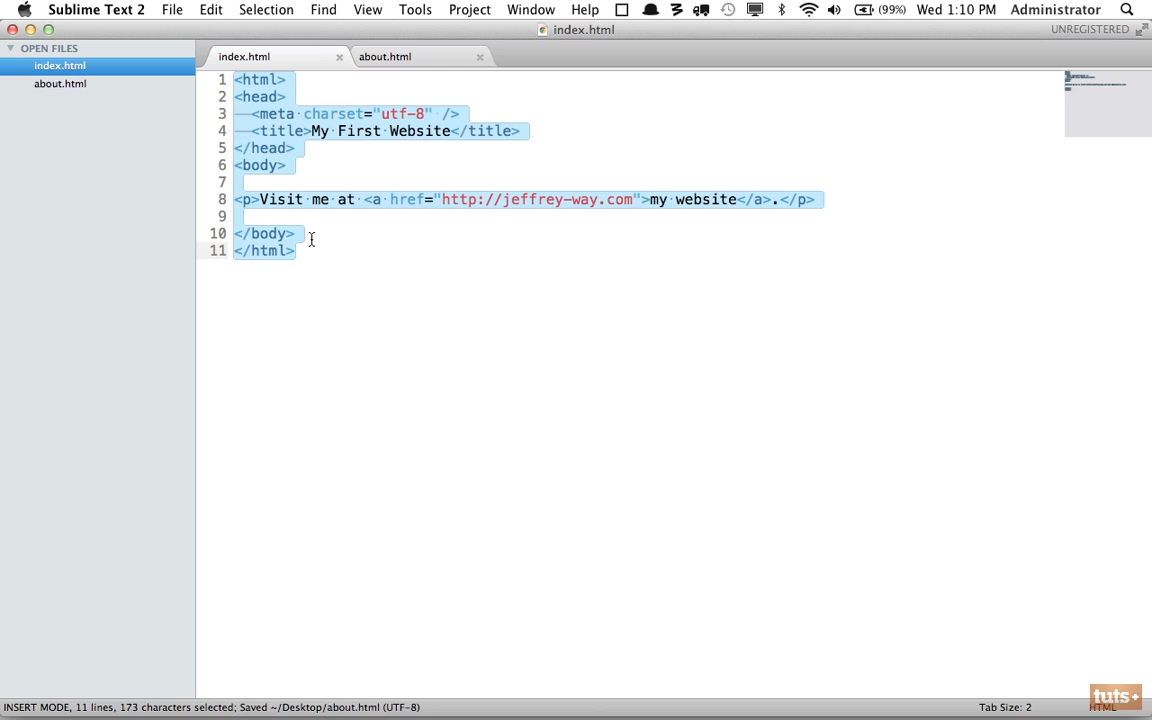 Sublime Text 2 File Edit Selection Find View Tools Project Window Help (99%) Wed 1:10 PM Administrator
index.html UNREGISTERED
OPEN FILES
index.html
about.html
index.html about.html
1 <html>
2 <head>
3 <meta charset="utf-8" />
4 <title>My First Website</title>
5 </head>
6 <body>
7
8 <p>Visit me at <a href="http://jeffrey-way.com">my website</a>.</p>
9
10 </body>
11 </html>
INSERT MODE, 11 lines, 173 characters selected; Saved ~/Desktop/about.html (UTF-8) Tab Size: 2 HTML
tuts+